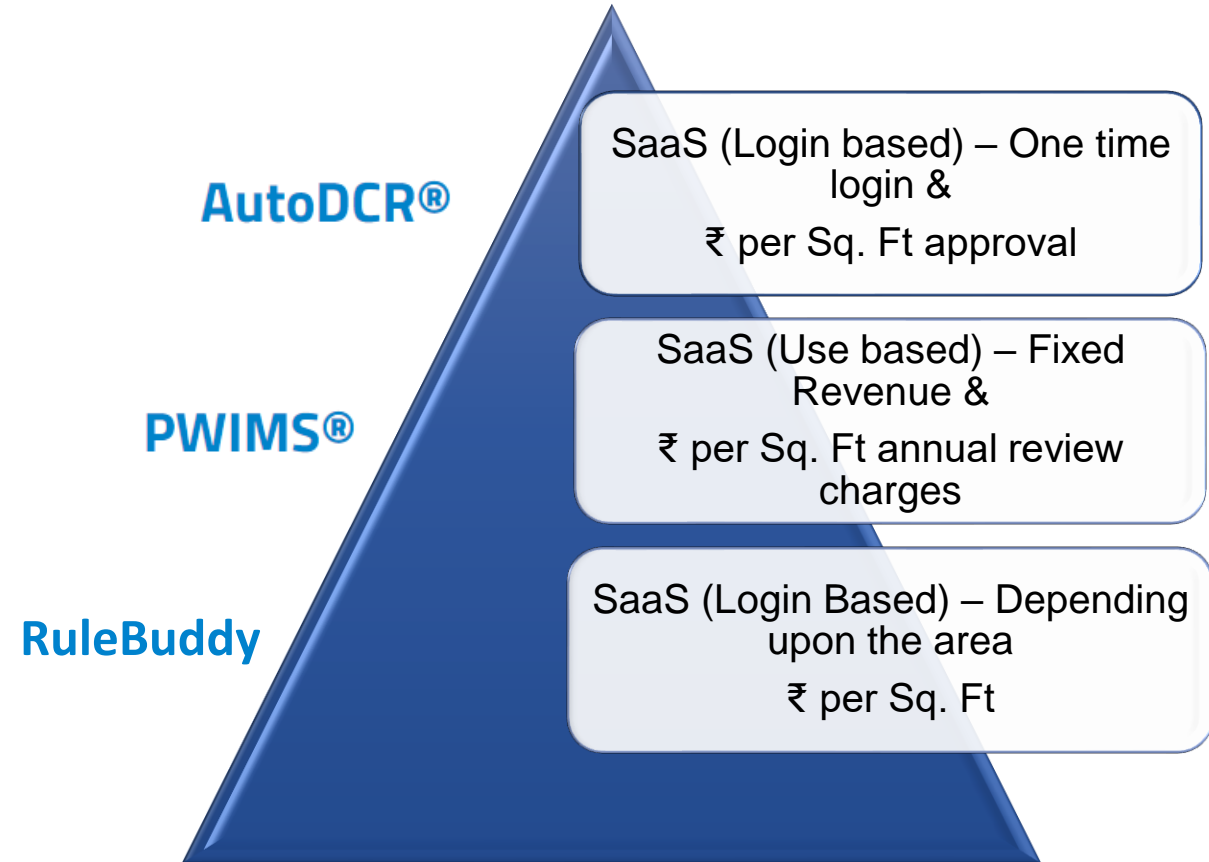 AutoDCR®
SaaS (Login based) – One time
login &
₹ per Sq. Ft approval
PWIMS®
SaaS (Use based) – Fixed
Revenue &
₹ per Sq. Ft annual review
charges
RuleBuddy
SaaS (Login Based) – Depending
upon the area
₹ per Sq. Ft